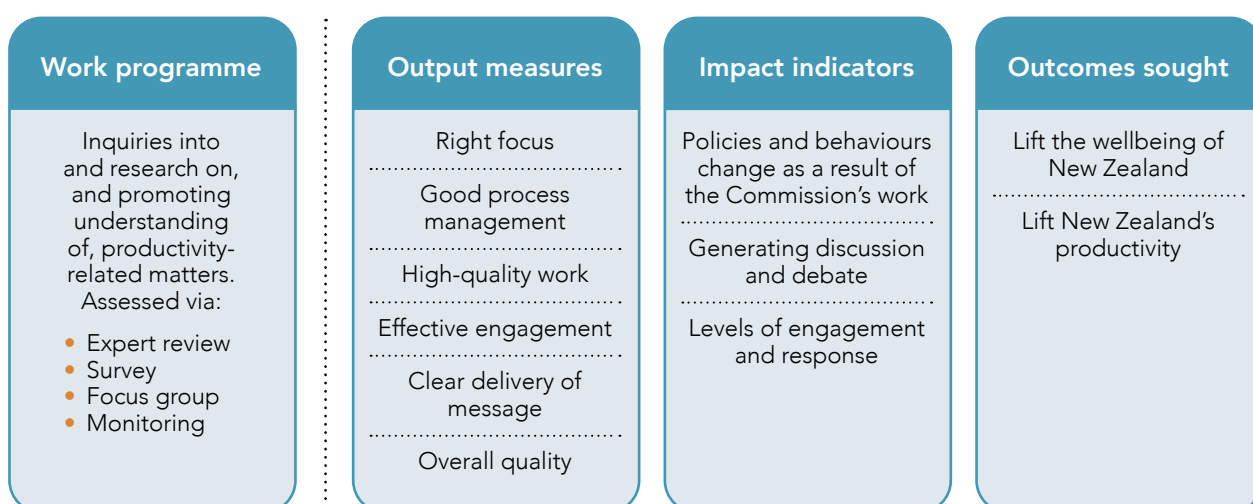 Work programme
Inquiries into
and research on,
and promoting
understanding
of, productivity-
related matters.
Assessed via:
• Expert review
• Survey
• Focus group
• Monitoring
Output measures
Right focus
Good process
management
High-quality work
Effective engagement
Clear delivery of
message
Overall quality
Impact indicators
Policies and behaviours
change as a result of
the Commission’s work
Generating discussion
and debate
Levels of engagement
and response
Outcomes sought
Lift the wellbeing of
New Zealand
Lift New Zealand’s
productivity